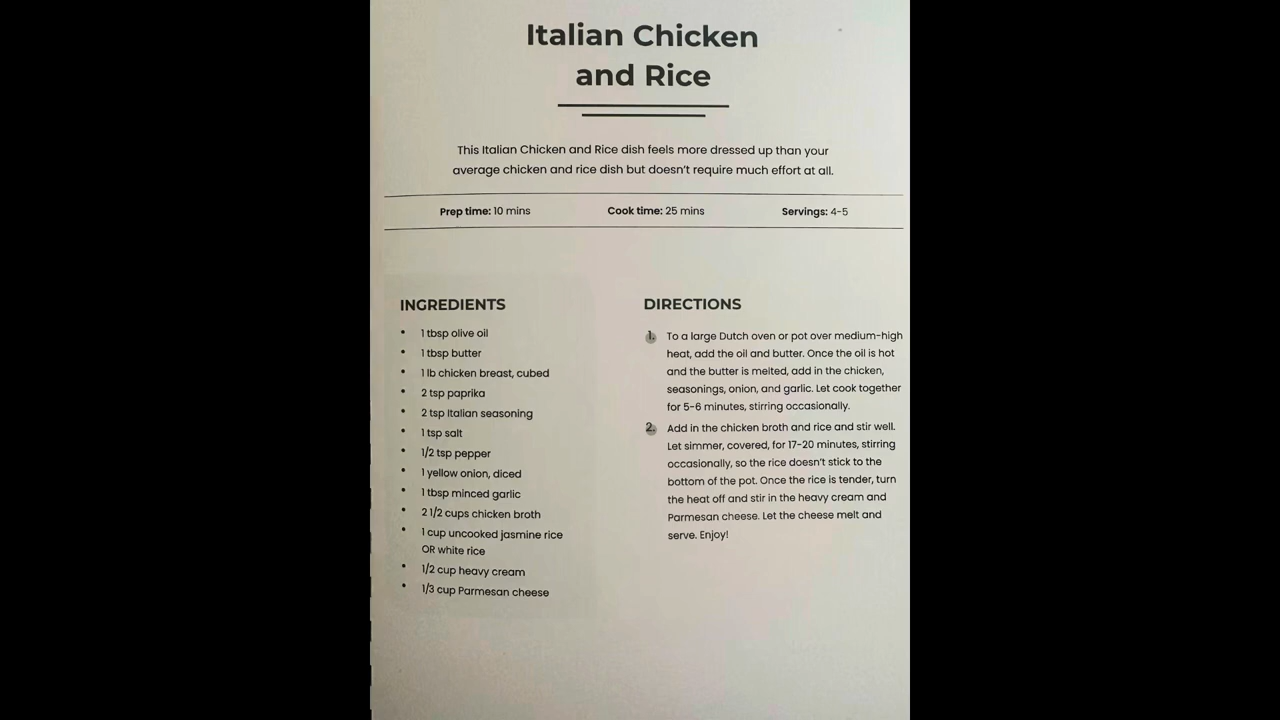 Italian Chicken
and Rice
This Italian Chicken and Rice dish feels more dressed up than your
average chicken and rice dish but doesn't require much effort at all.
Prep time: 10 mins
Cook time: 25 mins
Servings: 4-5
INGREDIENTS
• 1 tbsp olive oil
• 1 tbsp butter
• 1 lb chicken breast, cubed
• 2 tsp paprika
• 2 tsp Italian seasoning
• 1 tsp salt
• 1/2 tsp pepper
• 1 yellow onion, diced
• 1 tbsp minced garlic
• 2 1/2 cups chicken broth
• 1 cup uncooked jasmine rice
OR white rice
• 1/2 cup heavy cream
• 1/3 cup Parmesan cheese
DIRECTIONS
1. To a large Dutch oven or pot over medium-high
heat, add the oil and butter. Once the oil is hot
and the butter is melted, add in the chicken,
seasonings, onion, and garlic. Let cook together
for 5-6 minutes, stirring occasionally.
2. Add in the chicken broth and rice and stir well.
Let simmer, covered, for 17-20 minutes, stirring
occasionally, so the rice doesn't stick to the
bottom of the pot. Once the rice is tender, turn
the heat off and stir in the heavy cream and
Parmesan cheese. Let the cheese melt and
serve. Enjoy!